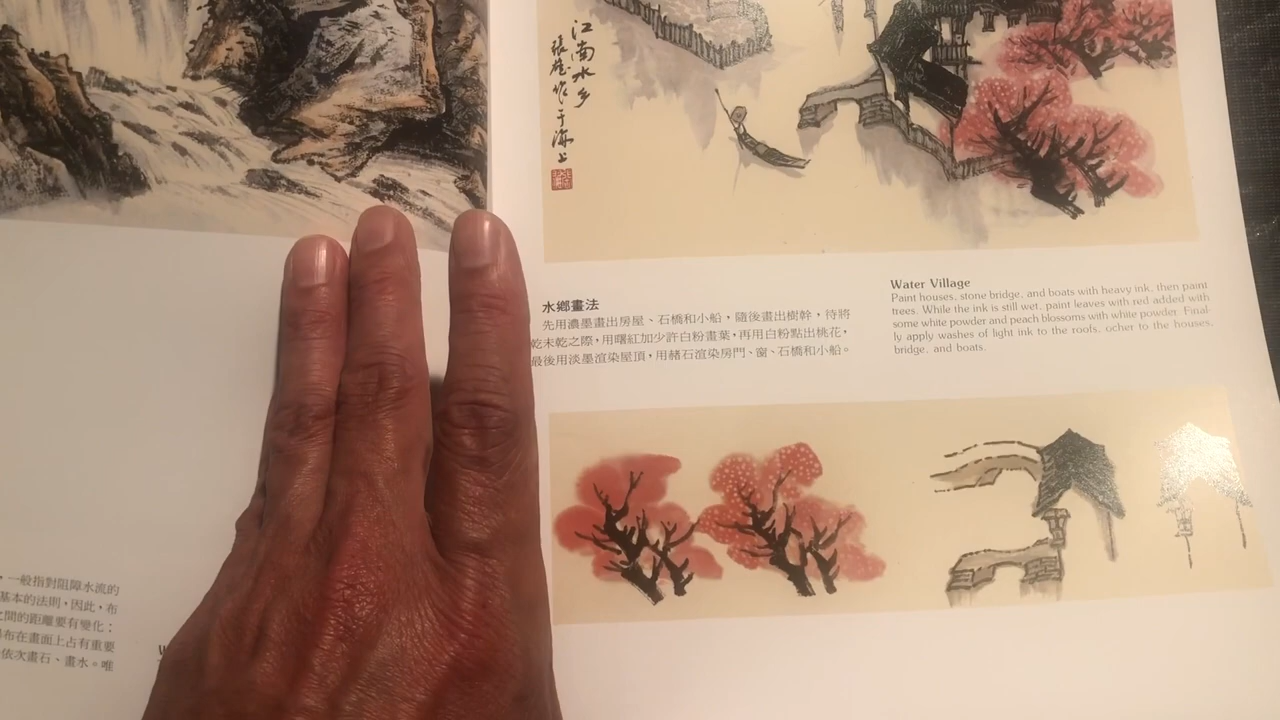 江南水乡
張雄作于海上
水鄉畫法
先用濃墨畫出房屋、石橋和小船，隨後畫出樹幹，待將
乾未乾之際，用曙紅加少許白粉畫葉，再用白粉點出桃花，
最後用淡墨渲染屋頂，用赭石渲染房門、窗、石橋和小船。
Water Village
Paint houses, stone bridge, and boats with heavy ink, then paint
trees. While the ink is still wet, paint leaves with red added with
some white powder and peach blossoms with white powder. Final-
ly apply washes of light ink to the roofs, ocher to the houses,
bridge, and boats.
，一般指對阻障水流的
基本的法則，因此，布
之間的距離要有變化；
布在畫面上占有重要
依次畫石、畫水。唯